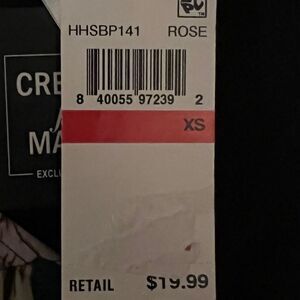 HHSBP141 ROSE
CRE
8 40055 97239 2
XS
MA
EXCLU
RETAIL $19.99